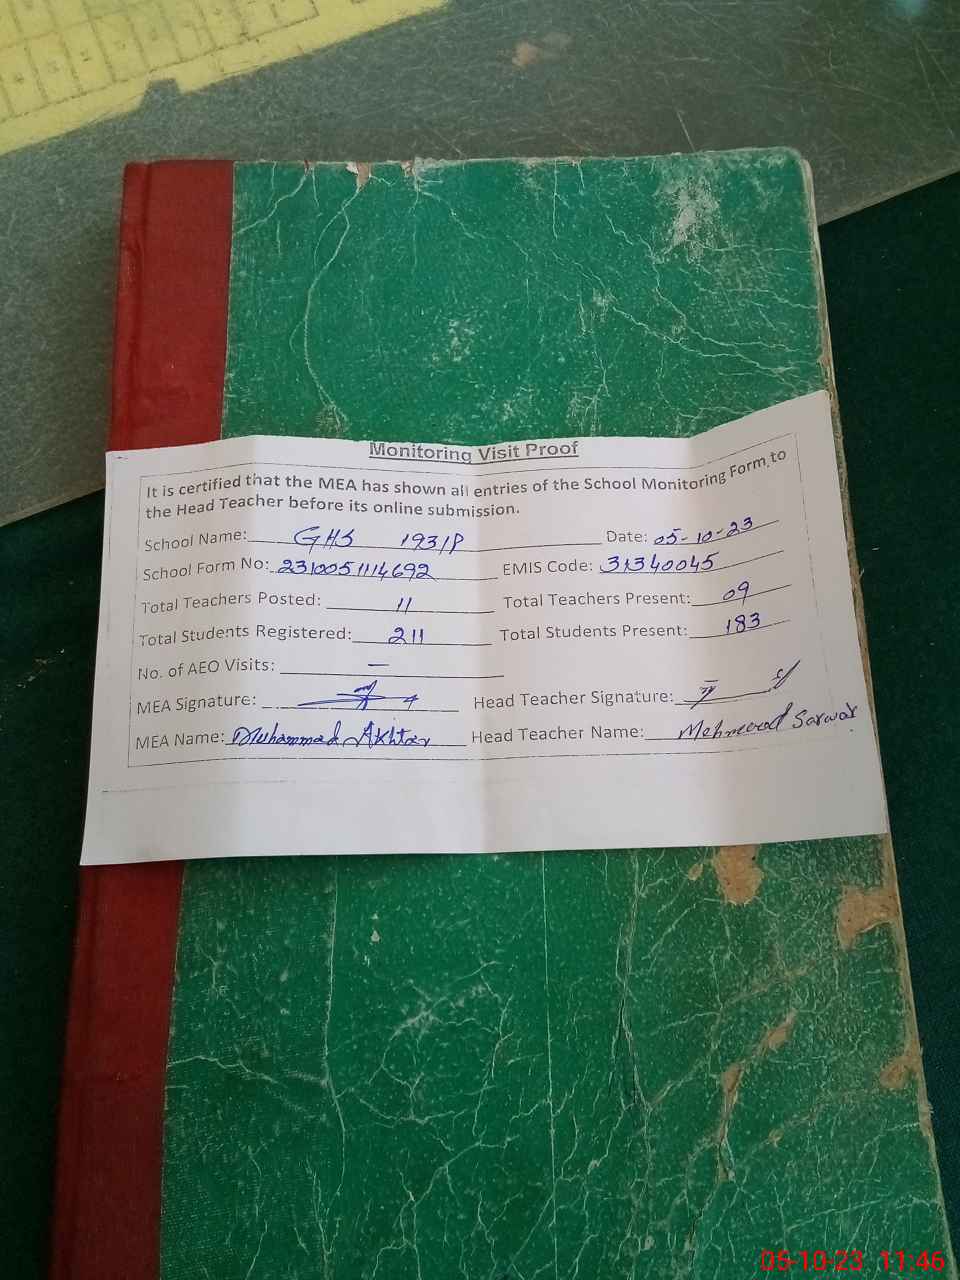 Monitoring Visit Proof
It is certified that the MEA has shown all entries of the School Monitoring Form to
the Head Teacher before its online submission.
School Name: GHS 193/P Date: 05-10-23
School Form No: 2310051114692 EMIS Code: 31340045
Total Teachers Posted: 11 Total Teachers Present: 09
Total Students Registered: 211 Total Students Present: 183
No. of AEO Visits: —
MEA Signature: Head Teacher Signature:
MEA Name: Muhammad Akhtar Head Teacher Name: Mehmood Sarwar
05-10-23 11:46